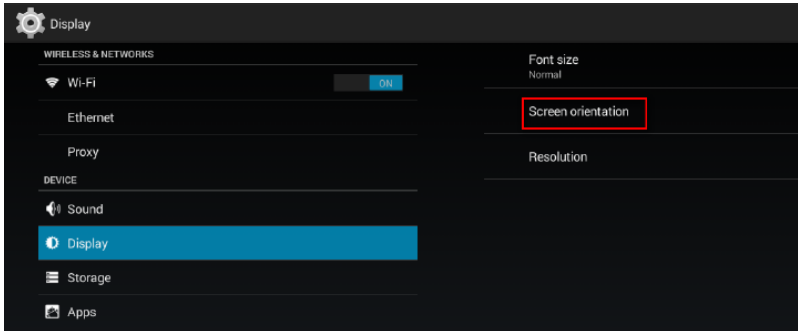 Display
WIRELESS & NETWORKS
Wi-Fi
ON
Ethernet
Proxy
DEVICE
Sound
Display
Storage
Apps
Font size
Normal
Screen orientation
Resolution